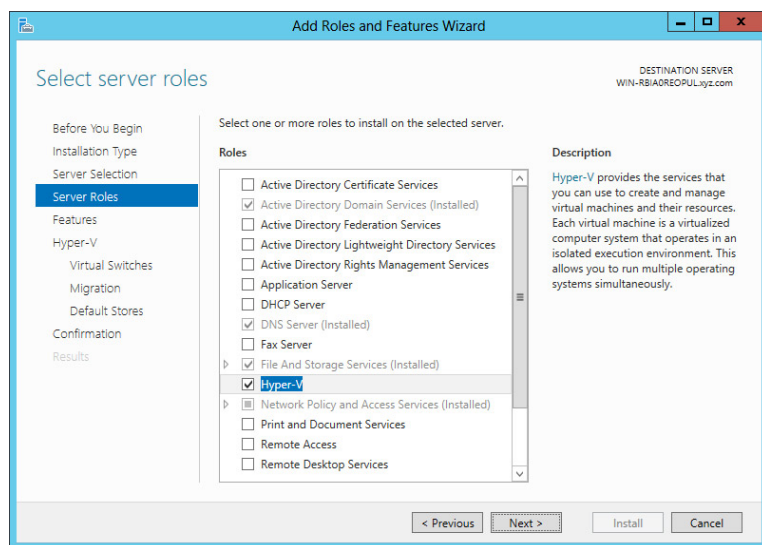 Add Roles and Features Wizard
Select server roles
DESTINATION SERVER
WIN-RBIA0REOPUL.xyz.com
Before You Begin
Installation Type
Server Selection
Server Roles
Features
Hyper-V
Virtual Switches
Migration
Default Stores
Confirmation
Results
Select one or more roles to install on the selected server.
Roles
Active Directory Certificate Services
Active Directory Domain Services (Installed)
Active Directory Federation Services
Active Directory Lightweight Directory Services
Active Directory Rights Management Services
Application Server
DHCP Server
DNS Server (Installed)
Fax Server
File And Storage Services (Installed)
Hyper-V
Network Policy and Access Services (Installed)
Print and Document Services
Remote Access
Remote Desktop Services
Description
Hyper-V provides the services that
you can use to create and manage
virtual machines and their resources.
Each virtual machine is a virtualized
computer system that operates in an
isolated execution environment. This
allows you to run multiple operating
systems simultaneously.
< Previous
Next >
Install
Cancel